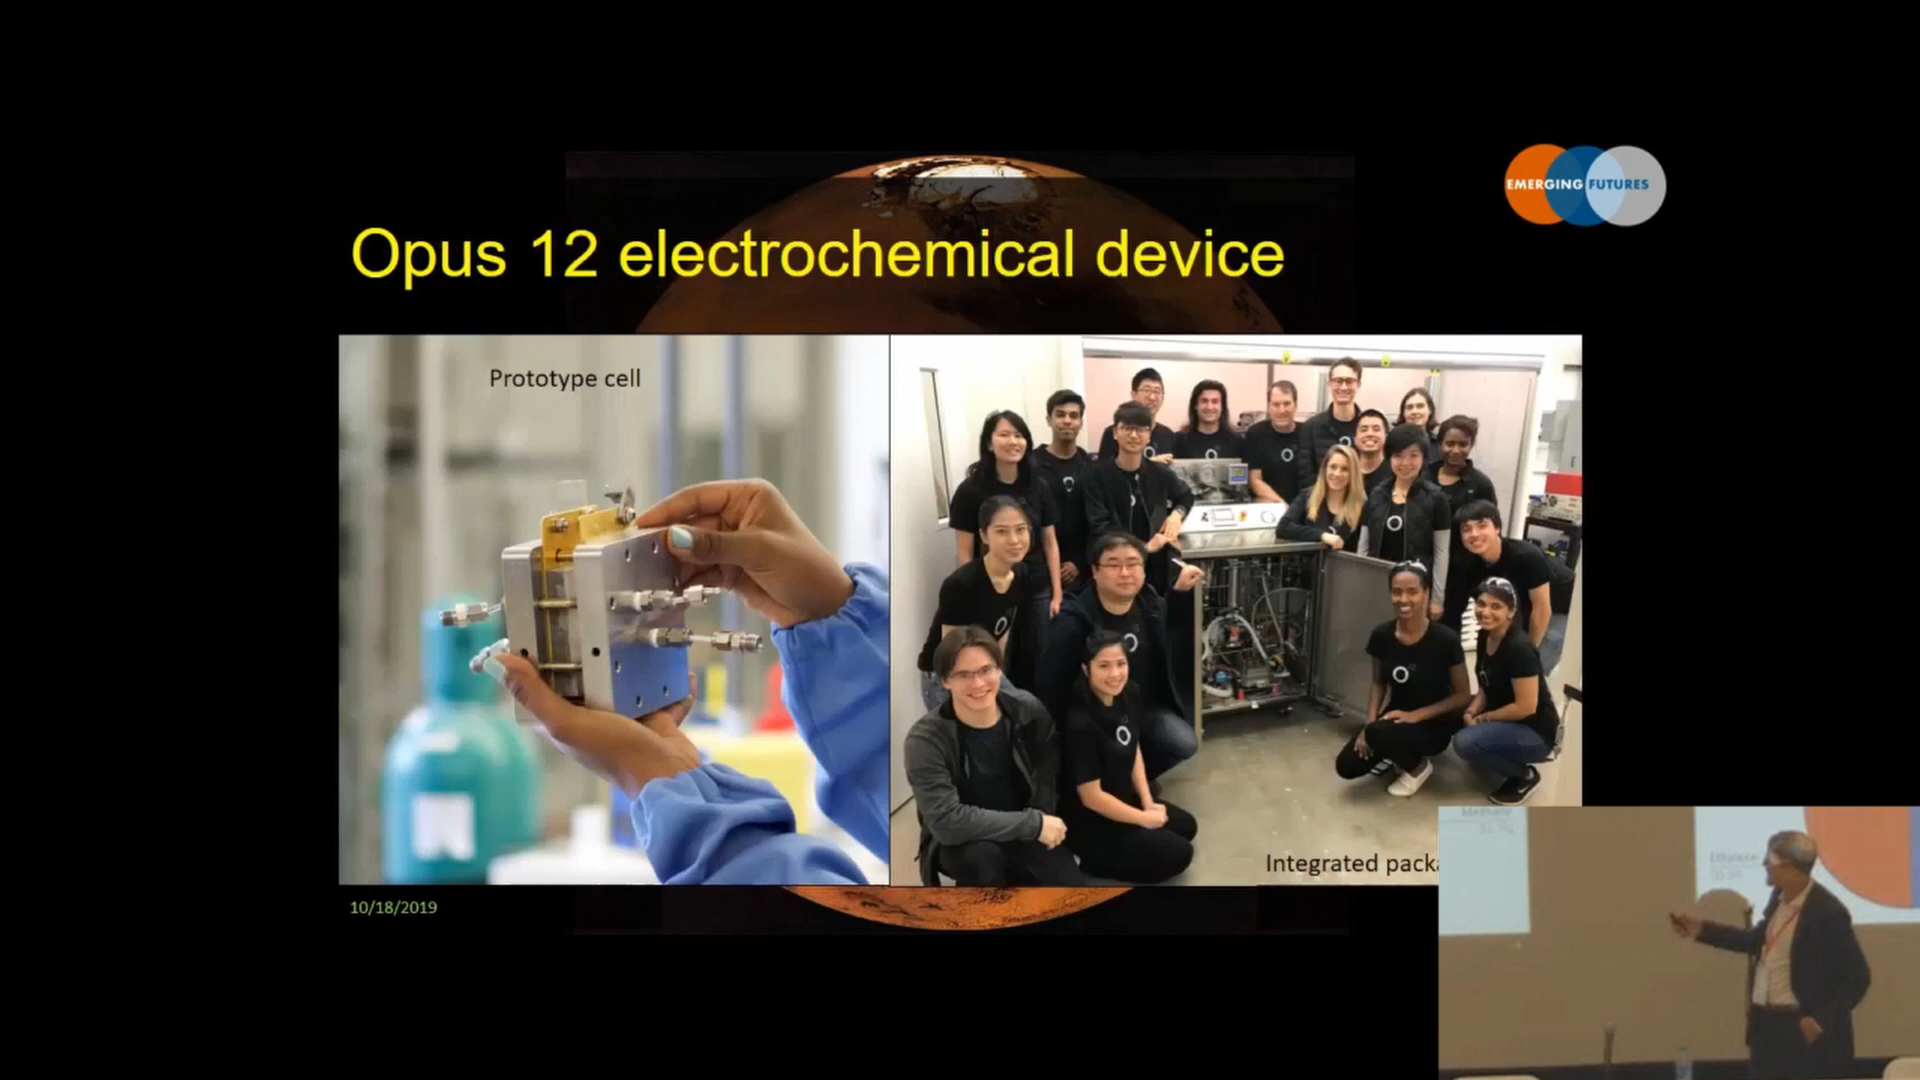 EMERGING FUTURES
Opus 12 electrochemical device
Prototype cell
Integrated packa
10/18/2019